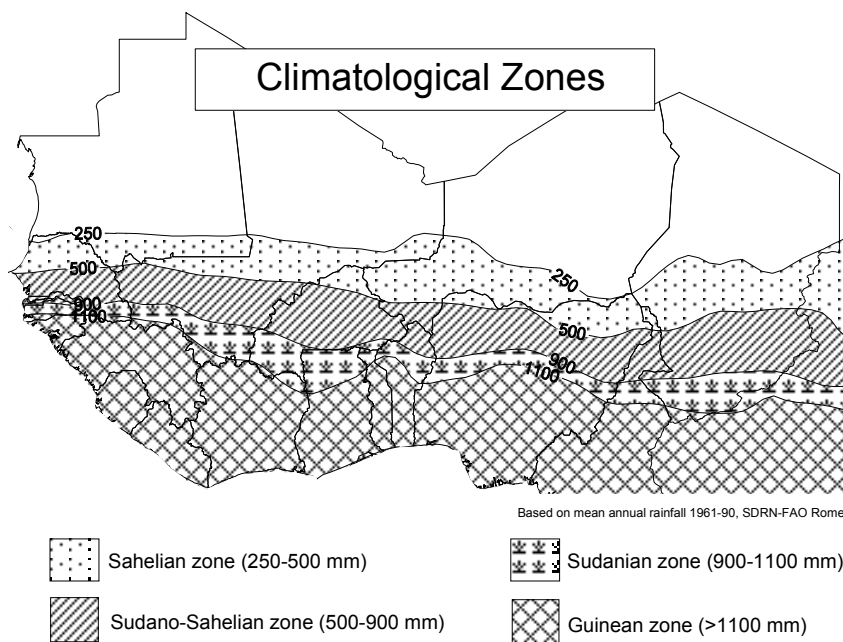 Climatological Zones
250
500
900
1100
250
500
900
1100
Based on mean annual rainfall 1961-90, SDRN-FAO Rome
Sahelian zone (250-500 mm)
Sudanian zone (900-1100 mm)
Sudano-Sahelian zone (500-900 mm)
Guinean zone (>1100 mm)